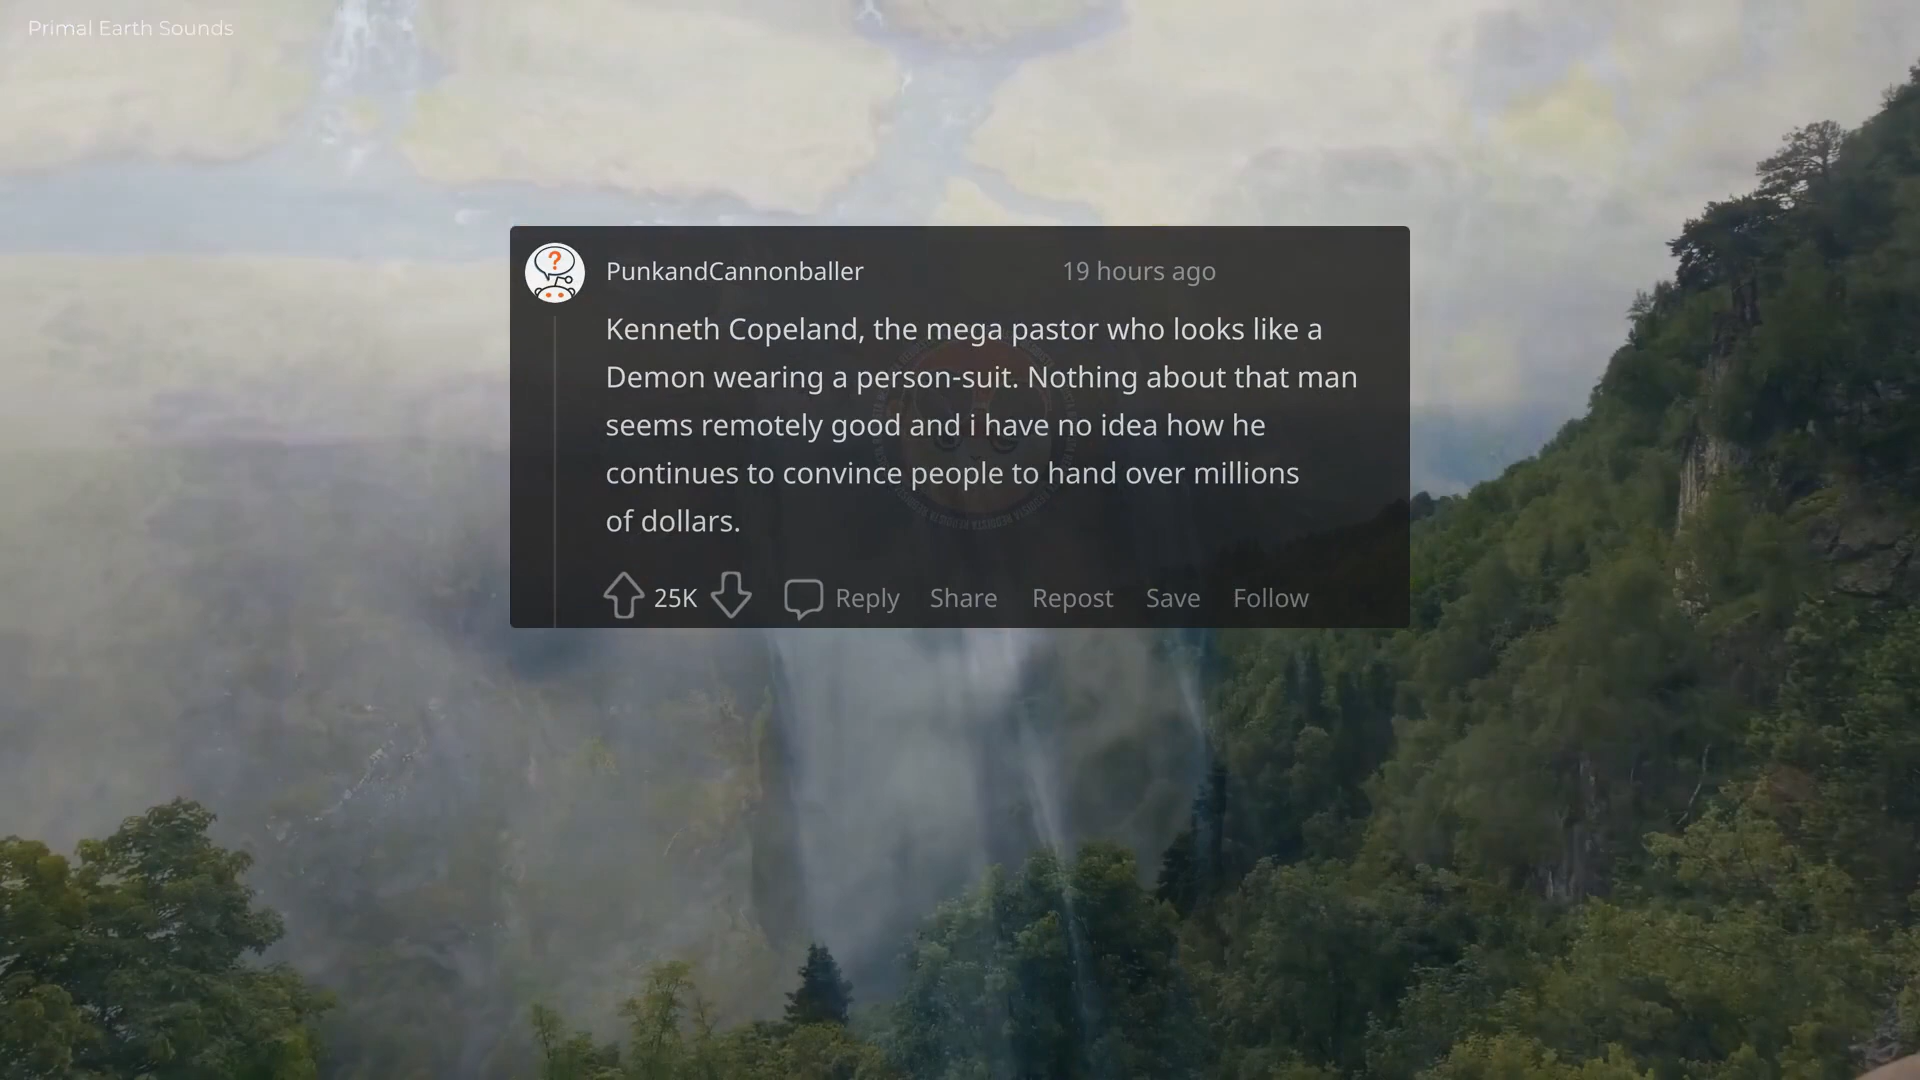 Primal Earth Sounds
PunkandCannonballer 19 hours ago
Kenneth Copeland, the mega pastor who looks like a
Demon wearing a person-suit. Nothing about that man
seems remotely good and i have no idea how he
continues to convince people to hand over millions
of dollars.
25K Reply Share Repost Save Follow